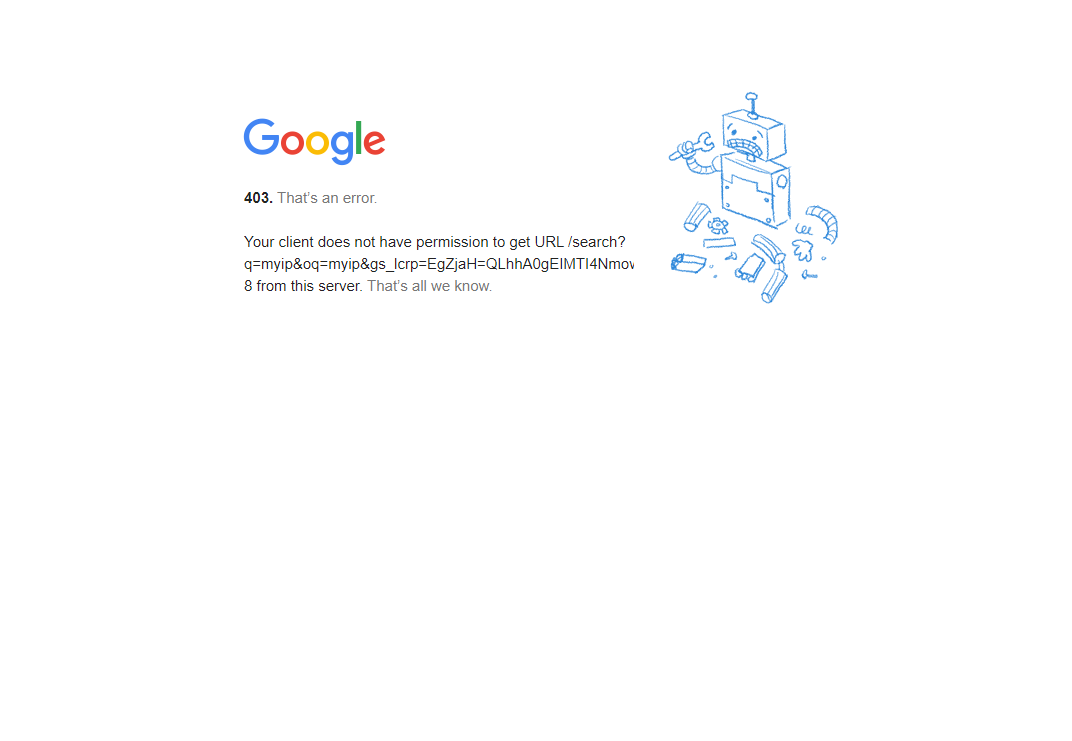 Google
403. That's an error.
Your client does not have permission to get URL /search?
q=myip&oq=myip&gs_lcrp=EgZjaH=QLhhA0gEIMTI4Nmov
8 from this server. That's all we know.